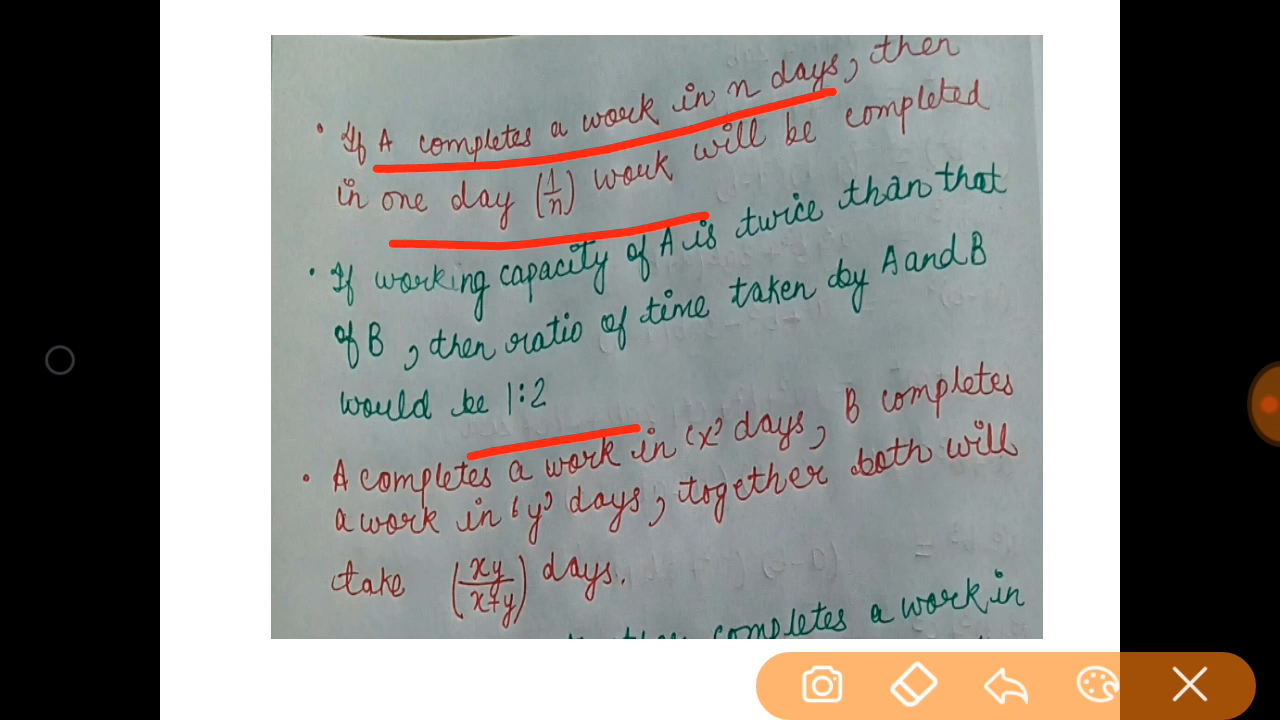 • If A completes a work in n days, then
in one day (1/n) work will be completed
• If working capacity of A is twice than that
of B, then ratio of time taken by A and B
would be 1:2
• A completes a work in 'x' days, B completes
a work in 'y' days, together both will
take (xy/x+y) days.
completes a work in